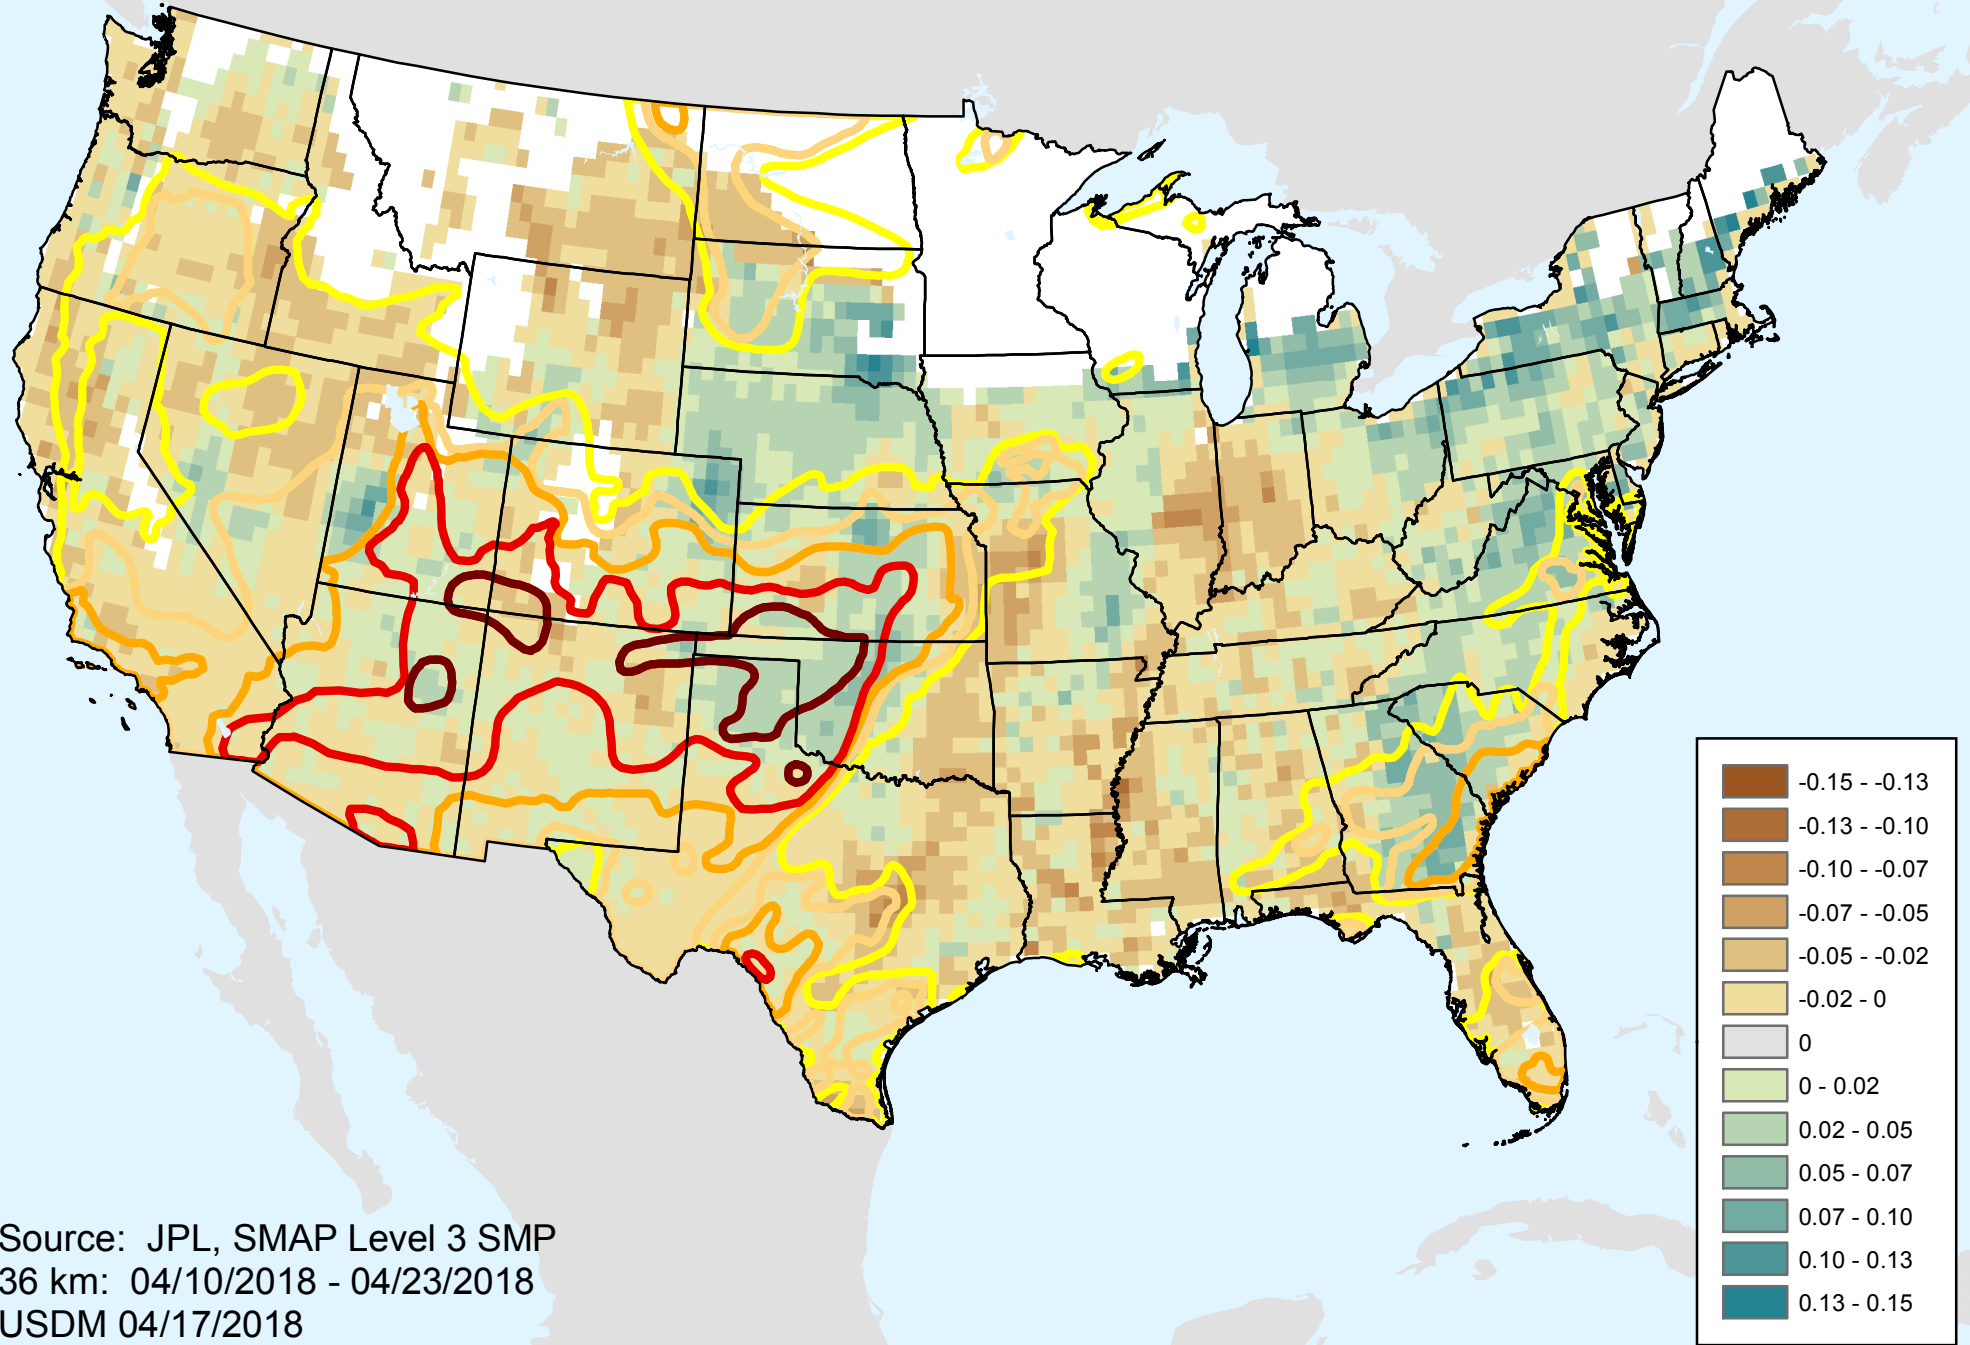 -0.15 - -0.13
-0.13 - -0.10
-0.10 - -0.07
-0.07 - -0.05
-0.05 - -0.02
-0.02 - 0
0
0 - 0.02
0.02 - 0.05
0.05 - 0.07
0.07 - 0.10
0.10 - 0.13
0.13 - 0.15
Source: JPL, SMAP Level 3 SMP
36 km: 04/10/2018 - 04/23/2018
USDM 04/17/2018